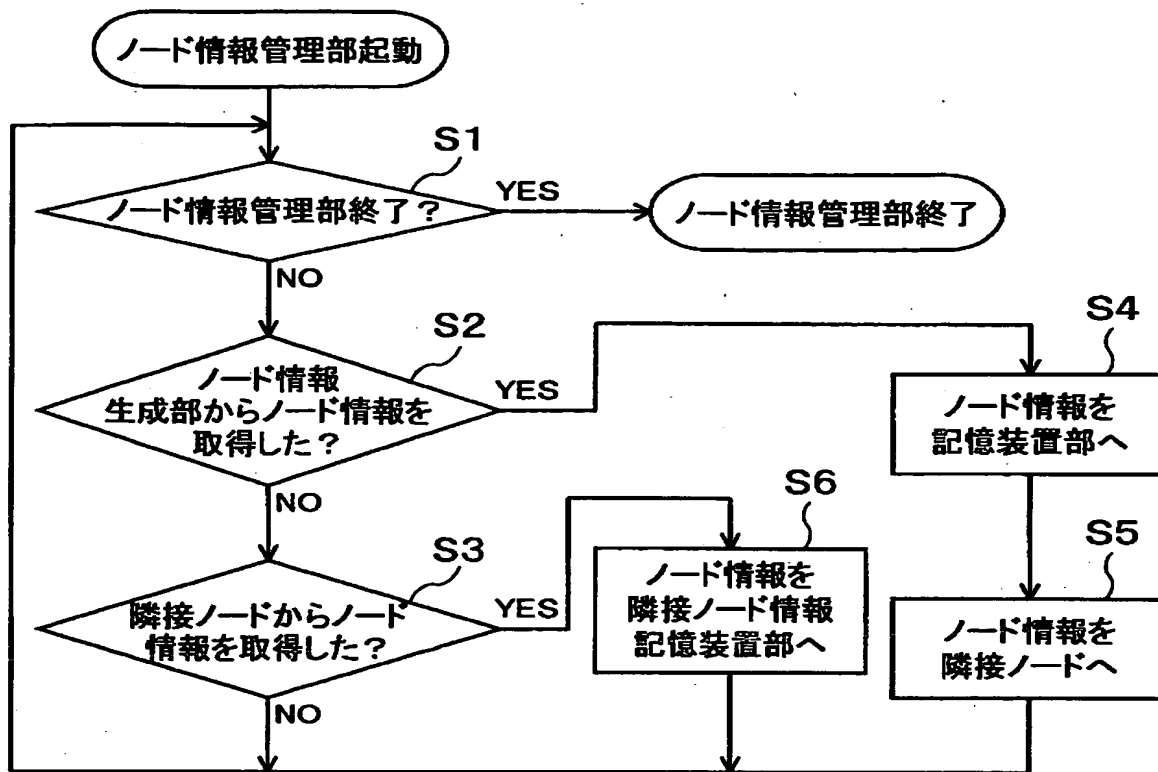 ノード情報管理部起動
S1
ノード情報管理部終了？
YES
ノード情報管理部終了
NO
S2
ノード情報
生成部からノード情報を
取得した？
YES
S4
ノード情報を
記憶装置部へ
NO
S3
隣接ノードからノード
情報を取得した？
YES
S6
ノード情報を
隣接ノード情報
記憶装置部へ
S5
ノード情報を
隣接ノードへ
NO